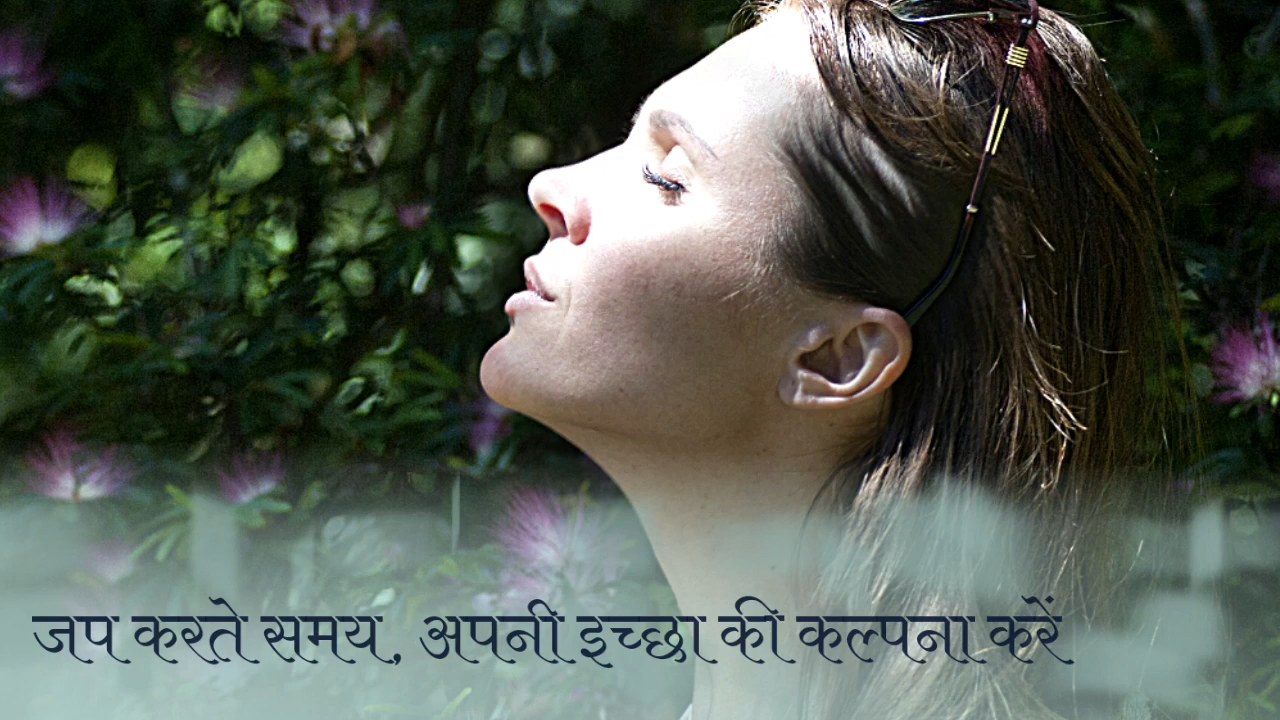 जप करते समय, अपनी इच्छा की कल्पना करें